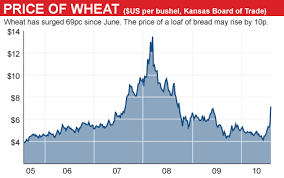 PRICE OF WHEAT ($US per bushel, Kansas Board of Trade)
Wheat has surged 69pc since June. The price of a loaf of bread may rise by 10p.
$14
$12
$10
$8
$6
$4
05 06 07 08 09 10